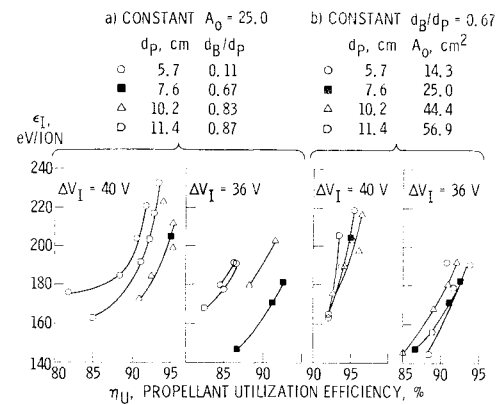 a) CONSTANT A₀ = 25.0
dP, cm dB/dP
5.7 0.11
7.6 0.67
10.2 0.83
11.4 0.87
b) CONSTANT dB/dP = 0.67
dP, cm A₀, cm²
5.7 14.3
7.6 25.0
10.2 44.4
11.4 56.9
ϵI,
eV/ION
240
220
200
180
160
140
ΔVI = 40 V
ΔVI = 36 V
ΔVI = 40 V
ΔVI = 36 V
80 85 90 95 85 90 90 95 85 90 95
ηU, PROPELLANT UTILIZATION EFFICIENCY, %